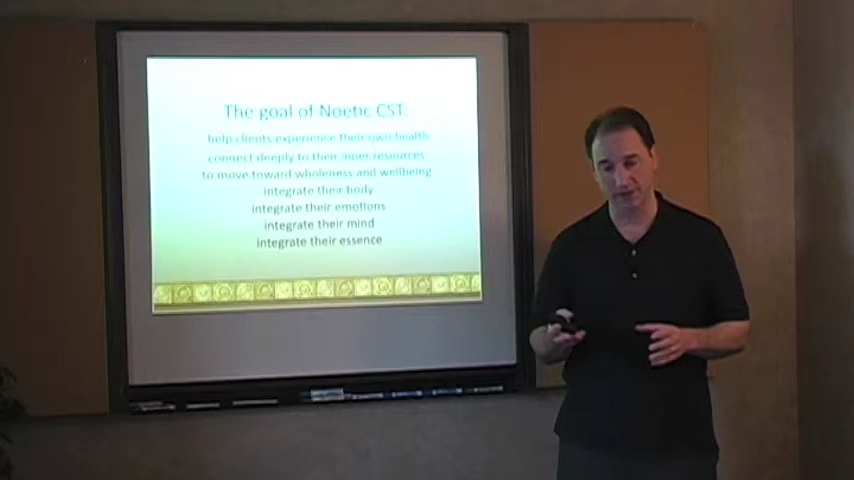 The goal of Noetic CST:
help clients experience their own health
connect deeply to their inner resources
to move toward wholeness and wellbeing
integrate their body
integrate their emotions
integrate their mind
integrate their essence